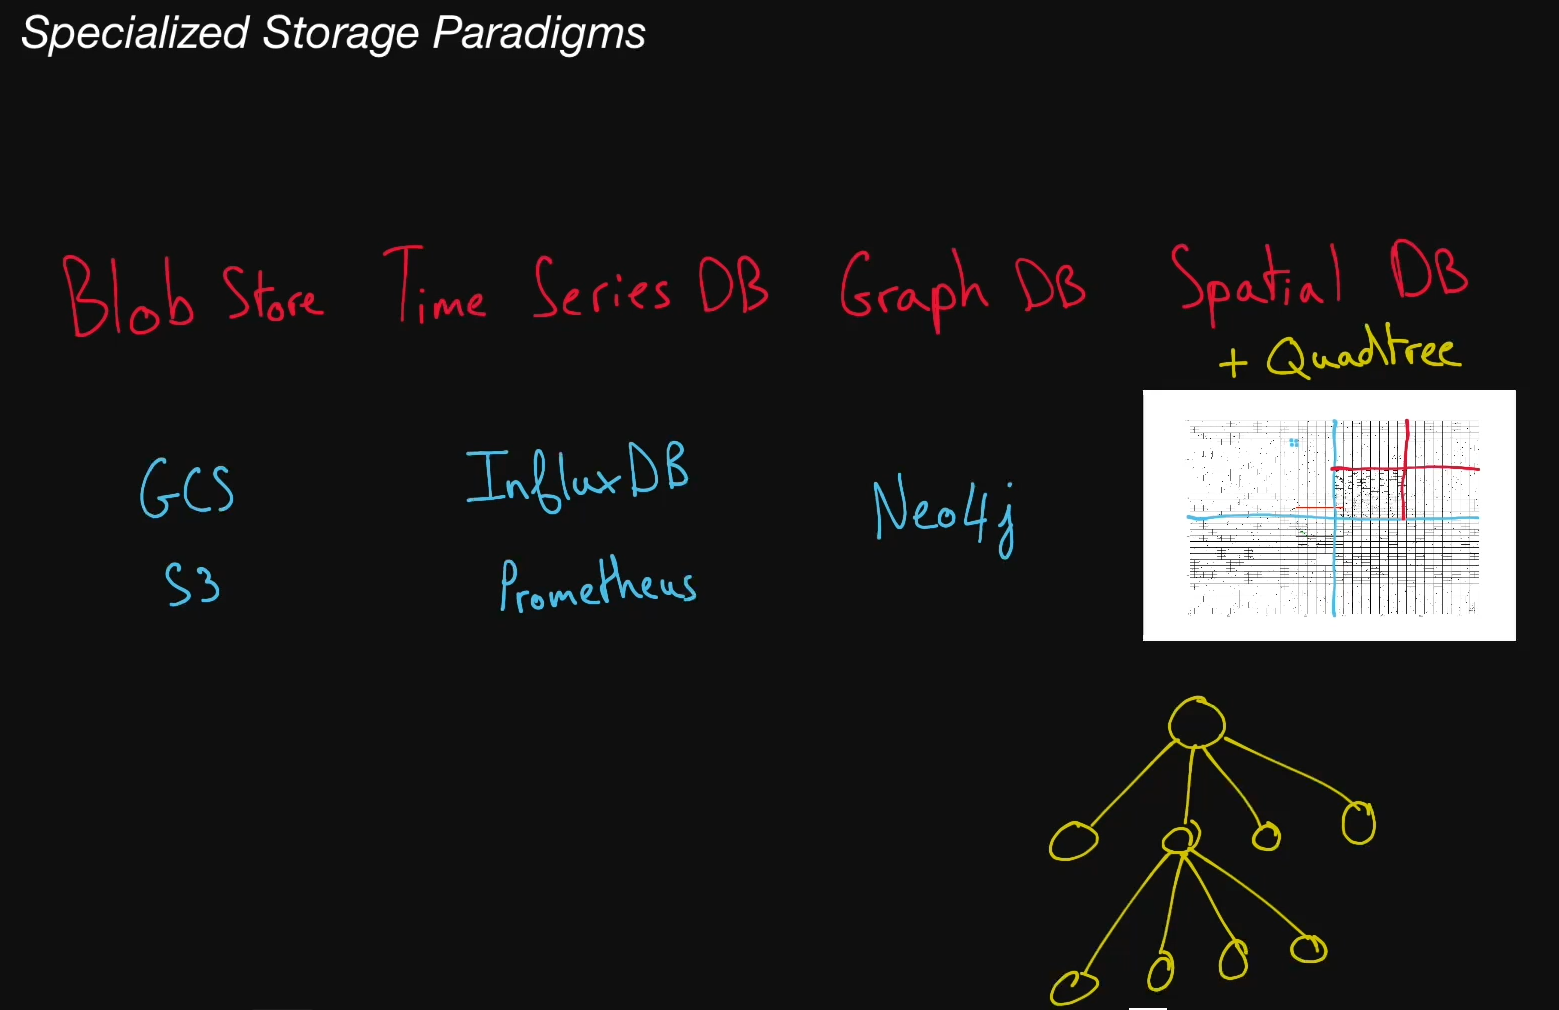 Specialized Storage Paradigms
Blob Store Time Series DB Graph DB Spatial DB
+ Quadtree
GCS InfluxDB Neo4j
S3 Prometheus